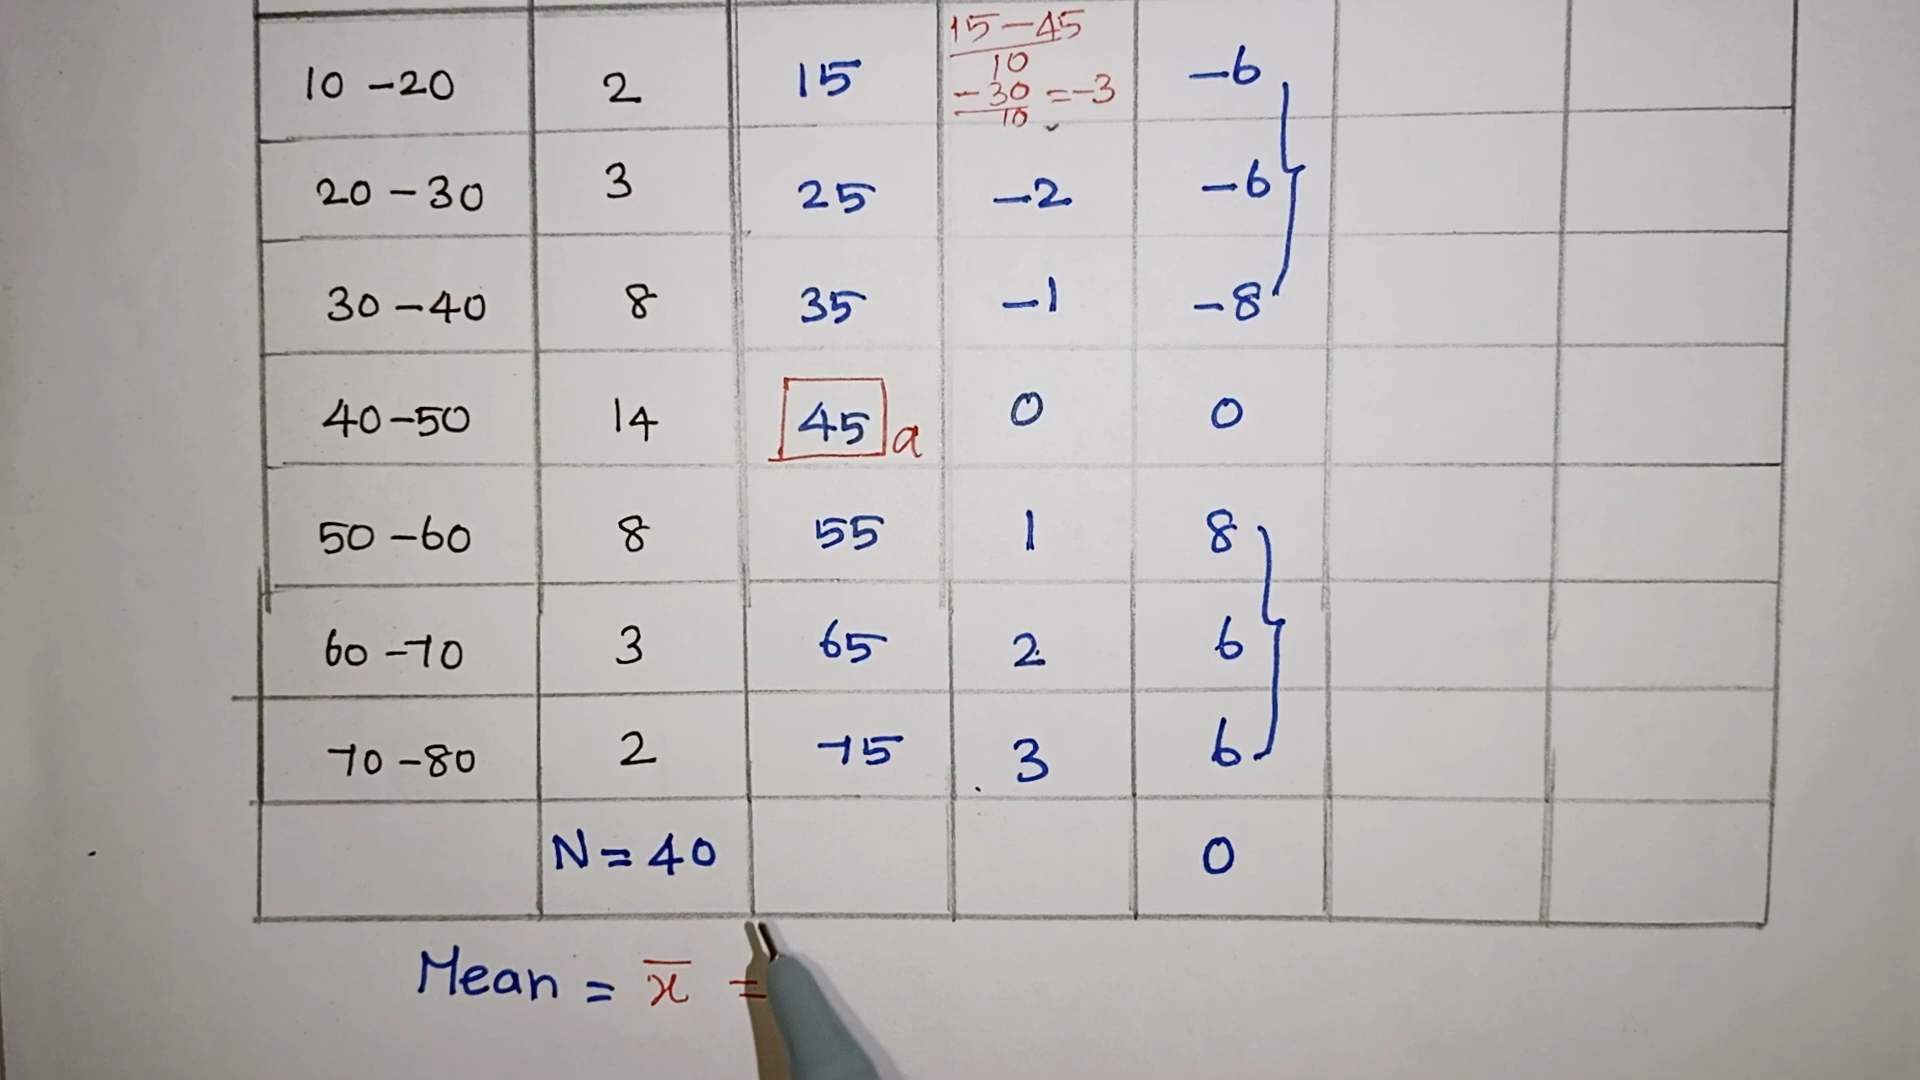 10 - 20 2 15 15 - 45 / 10 - 30 / 10 = - 3 - 6
20 - 30 3 25 - 2 - 6
30 - 40 8 35 - 1 - 8
40 - 50 14 45 a 0 0
50 - 60 8 55 1 8
60 - 70 3 65 2 6
70 - 80 2 75 3 6
N = 40 0
Mean = x̄ =